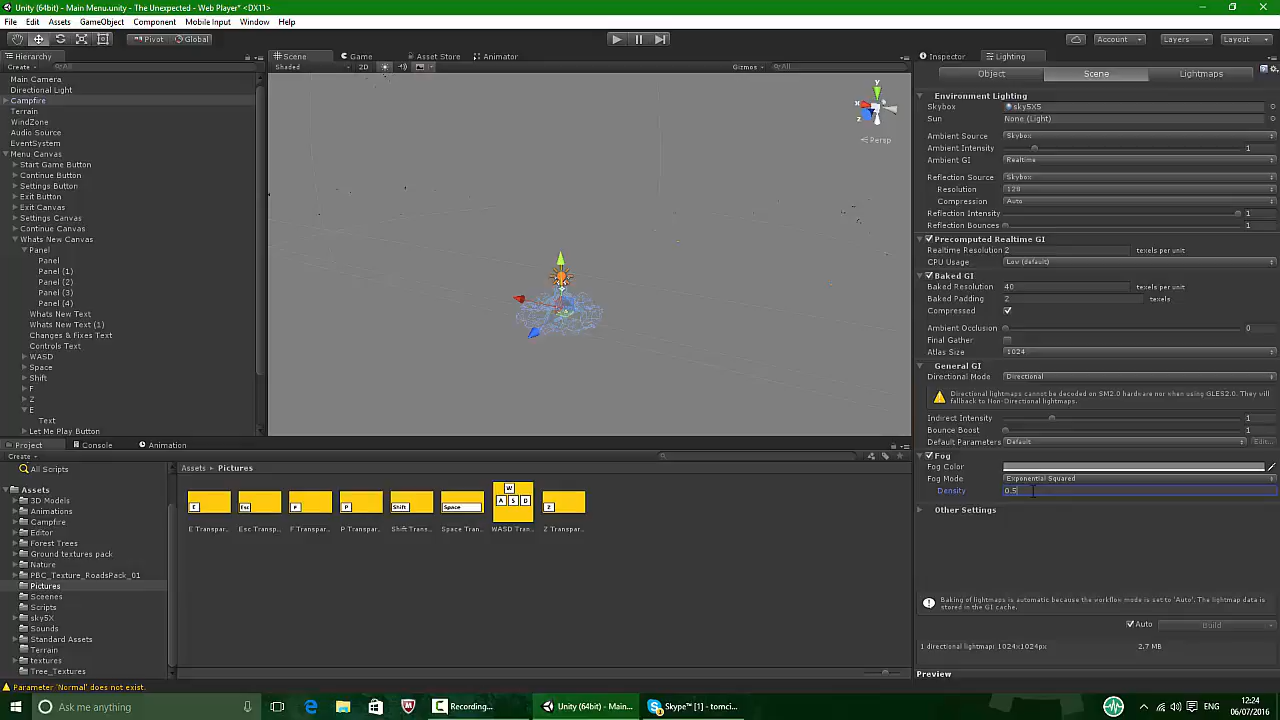 Unity (64bit) - Main Menu.unity - The Unexpected - Web Player* <DX11>
File Edit Assets GameObject Component Mobile Input Window Help
Pivot Global Account Layers Layout
Hierarchy Scene Game Asset Store Animator Inspector Lighting
Create All Shaded 2D Gizmos All Object Scene Lightmaps
Main Camera
Directional Light
Campfire
Terrain
WindZone
Audio Source
EventSystem
Menu Canvas
Start Game Button
Continue Button
Settings Button
Exit Button
Exit Canvas
Settings Canvas
Continue Canvas
Whats New Canvas
Panel
Panel
Panel (1)
Panel (2)
Panel (3)
Panel (4)
Whats New Text
Whats New Text (1)
Changes & Fixes Text
Controls Text
WASD
Space
Shift
F
Z
E
Text
Let Me Play Button
Y
X
Z
Persp
Environment Lighting
Skybox sky5X5
Sun None (Light)
Ambient Source Skybox
Ambient Intensity 1
Ambient GI Realtime
Reflection Source Skybox
Resolution 128
Compression Auto
Reflection Intensity 1
Reflection Bounces 1
Precomputed Realtime GI
Realtime Resolution 2 texels per unit
CPU Usage Low (default)
Baked GI
Baked Resolution 40 texels per unit
Baked Padding 2 texels
Compressed
Ambient Occlusion 0
Final Gather
Atlas Size 1024
General GI
Directional Mode Directional
Directional lightmaps cannot be decoded on SM2.0 hardware nor when using GLES2.0. They will
fallback to Non-Directional lightmaps.
Indirect Intensity 1
Bounce Boost 1
Default Parameters Default Edit...
Fog
Fog Color
Fog Mode Exponential Squared
Density 0.5
Other Settings
Baking of lightmaps is automatic because the workflow mode is set to 'Auto'. The lightmap data is
stored in the GI cache.
Auto Build
1 directional lightmap: 1024x1024px 2.7 MB
Preview
Project Console Animation
Create
All Scripts
Assets
3D Models
Animations
Campfire
Editor
Forest Trees
Ground textures pack
Nature
PBC_Texture_RoadsPack_01
Pictures
Sceenes
Scripts
sky5X
Sounds
Standard Assets
Terrain
textures
Tree_Textures
Assets Pictures
E Esc F P Shift Space W A S D Z
E Transpar... Esc Transp... F Transpar... P Transpar... Shift Trans... Space Tran... WASD Tran... Z Transpar...
Parameter 'Normal' does not exist.
Ask me anything Recording... Unity (64bit) - Main... Skype™ [1] - tomci... ENG 12:24
06/07/2016